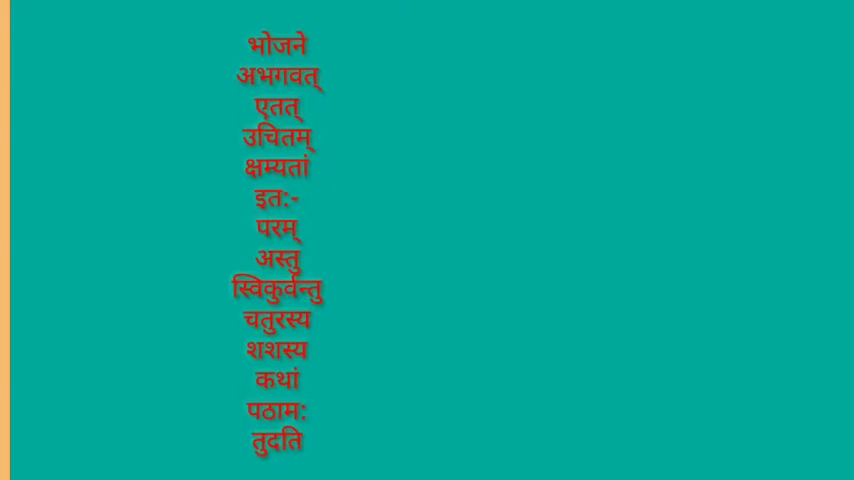 भोजने
अभगवत्
एतत्
उचितम्
क्षम्यतां
इत:-
परम्
अस्तु
स्विकुर्वन्तु
चतुरस्य
शशस्य
कथां
पठाम:
तुदति